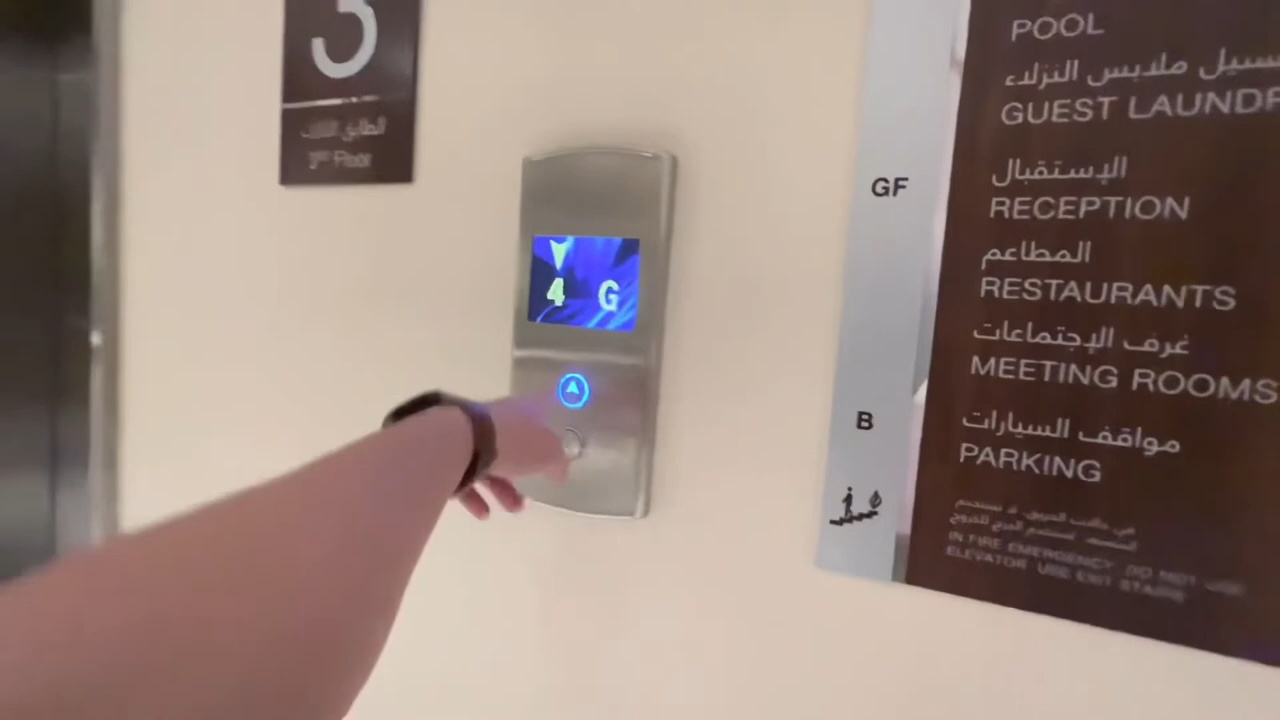 3
الطابق الثالث
3rd Floor
4 G
POOL
غسيل ملابس النزلاء
GUEST LAUNDR
GF
الإستقبال
RECEPTION
المطاعم
RESTAURANTS
غرف الإجتماعات
MEETING ROOMS
B
مواقف السيارات
PARKING
IN FIRE EMERGENCY, DO NOT USE
ELEVATOR. USE EXIT STAIRS